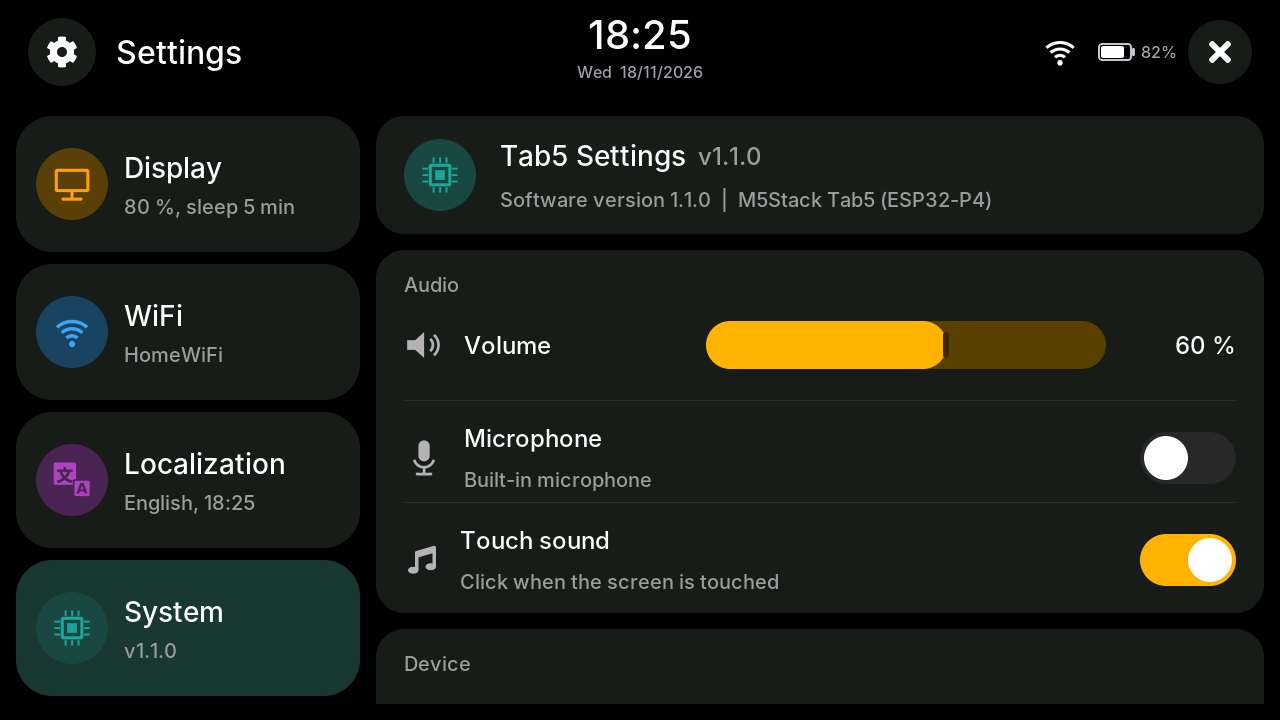 Settings
18:25
Wed 18/11/2026
82%
Display
80 %, sleep 5 min
WiFi
HomeWiFi
Localization
English, 18:25
System
v1.1.0
Tab5 Settings v1.1.0
Software version 1.1.0 | M5Stack Tab5 (ESP32-P4)
Audio
Volume
60 %
Microphone
Built-in microphone
Touch sound
Click when the screen is touched
Device